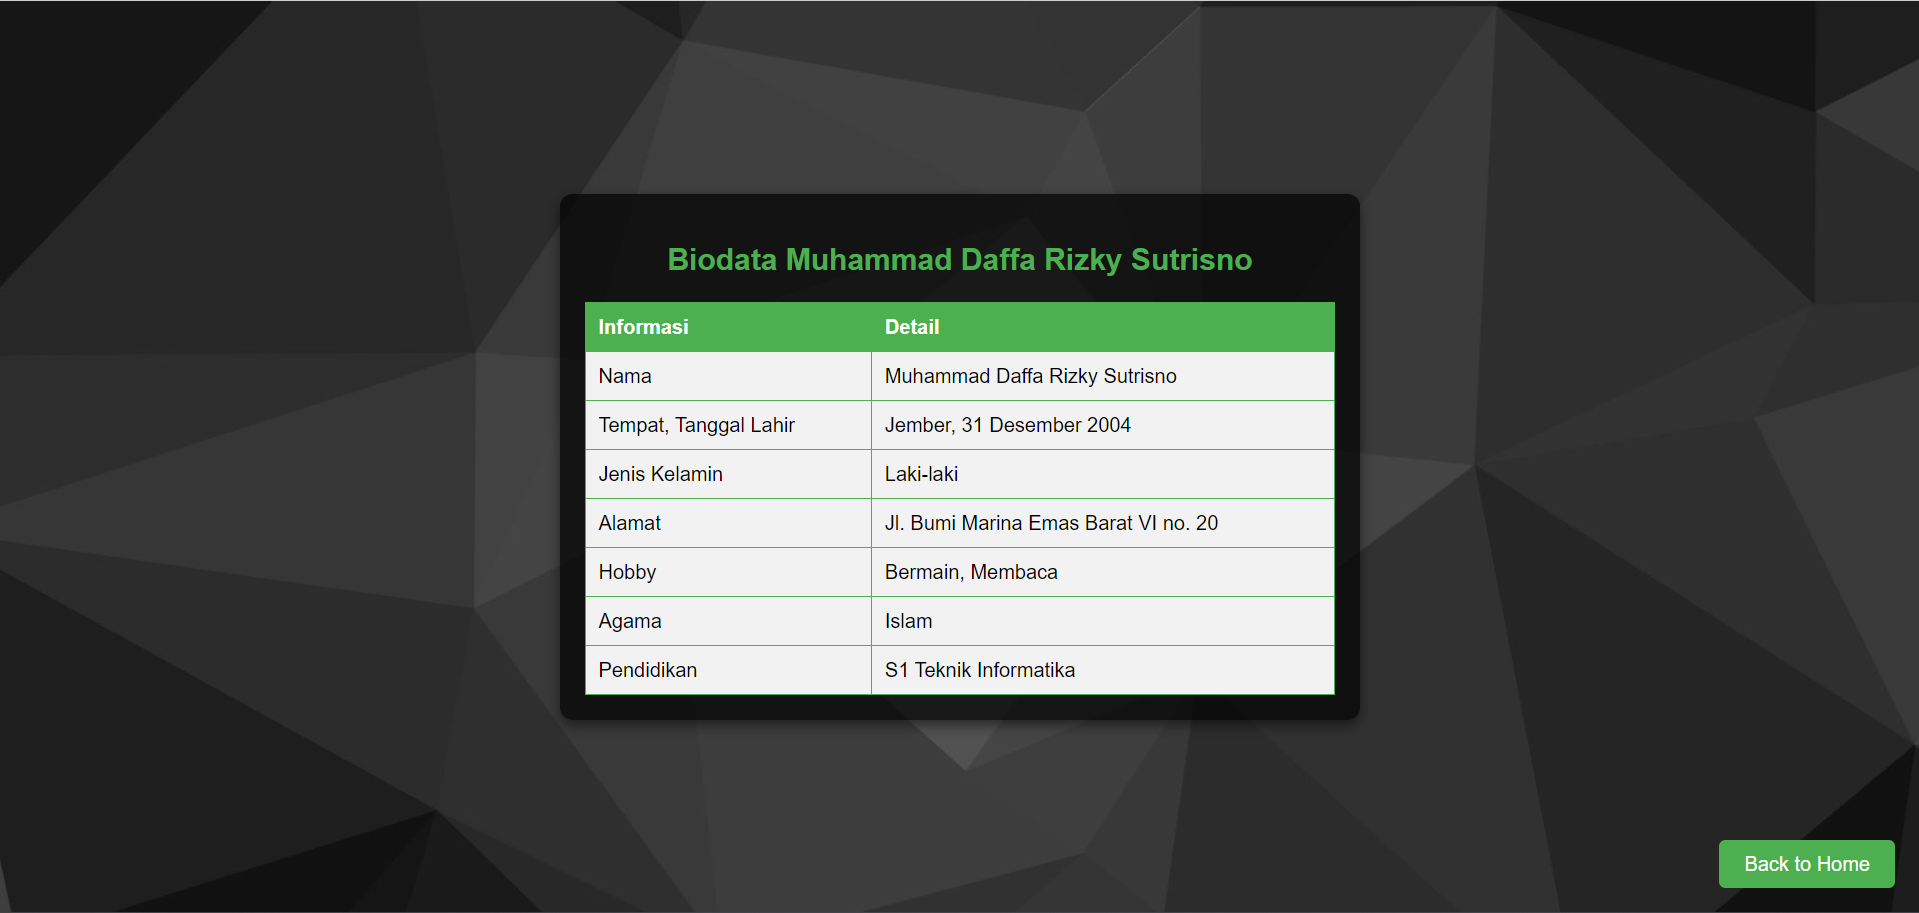 Biodata Muhammad Daffa Rizky Sutrisno
Informasi Detail
Nama Muhammad Daffa Rizky Sutrisno
Tempat, Tanggal Lahir Jember, 31 Desember 2004
Jenis Kelamin Laki-laki
Alamat Jl. Bumi Marina Emas Barat VI no. 20
Hobby Bermain, Membaca
Agama Islam
Pendidikan S1 Teknik Informatika
Back to Home